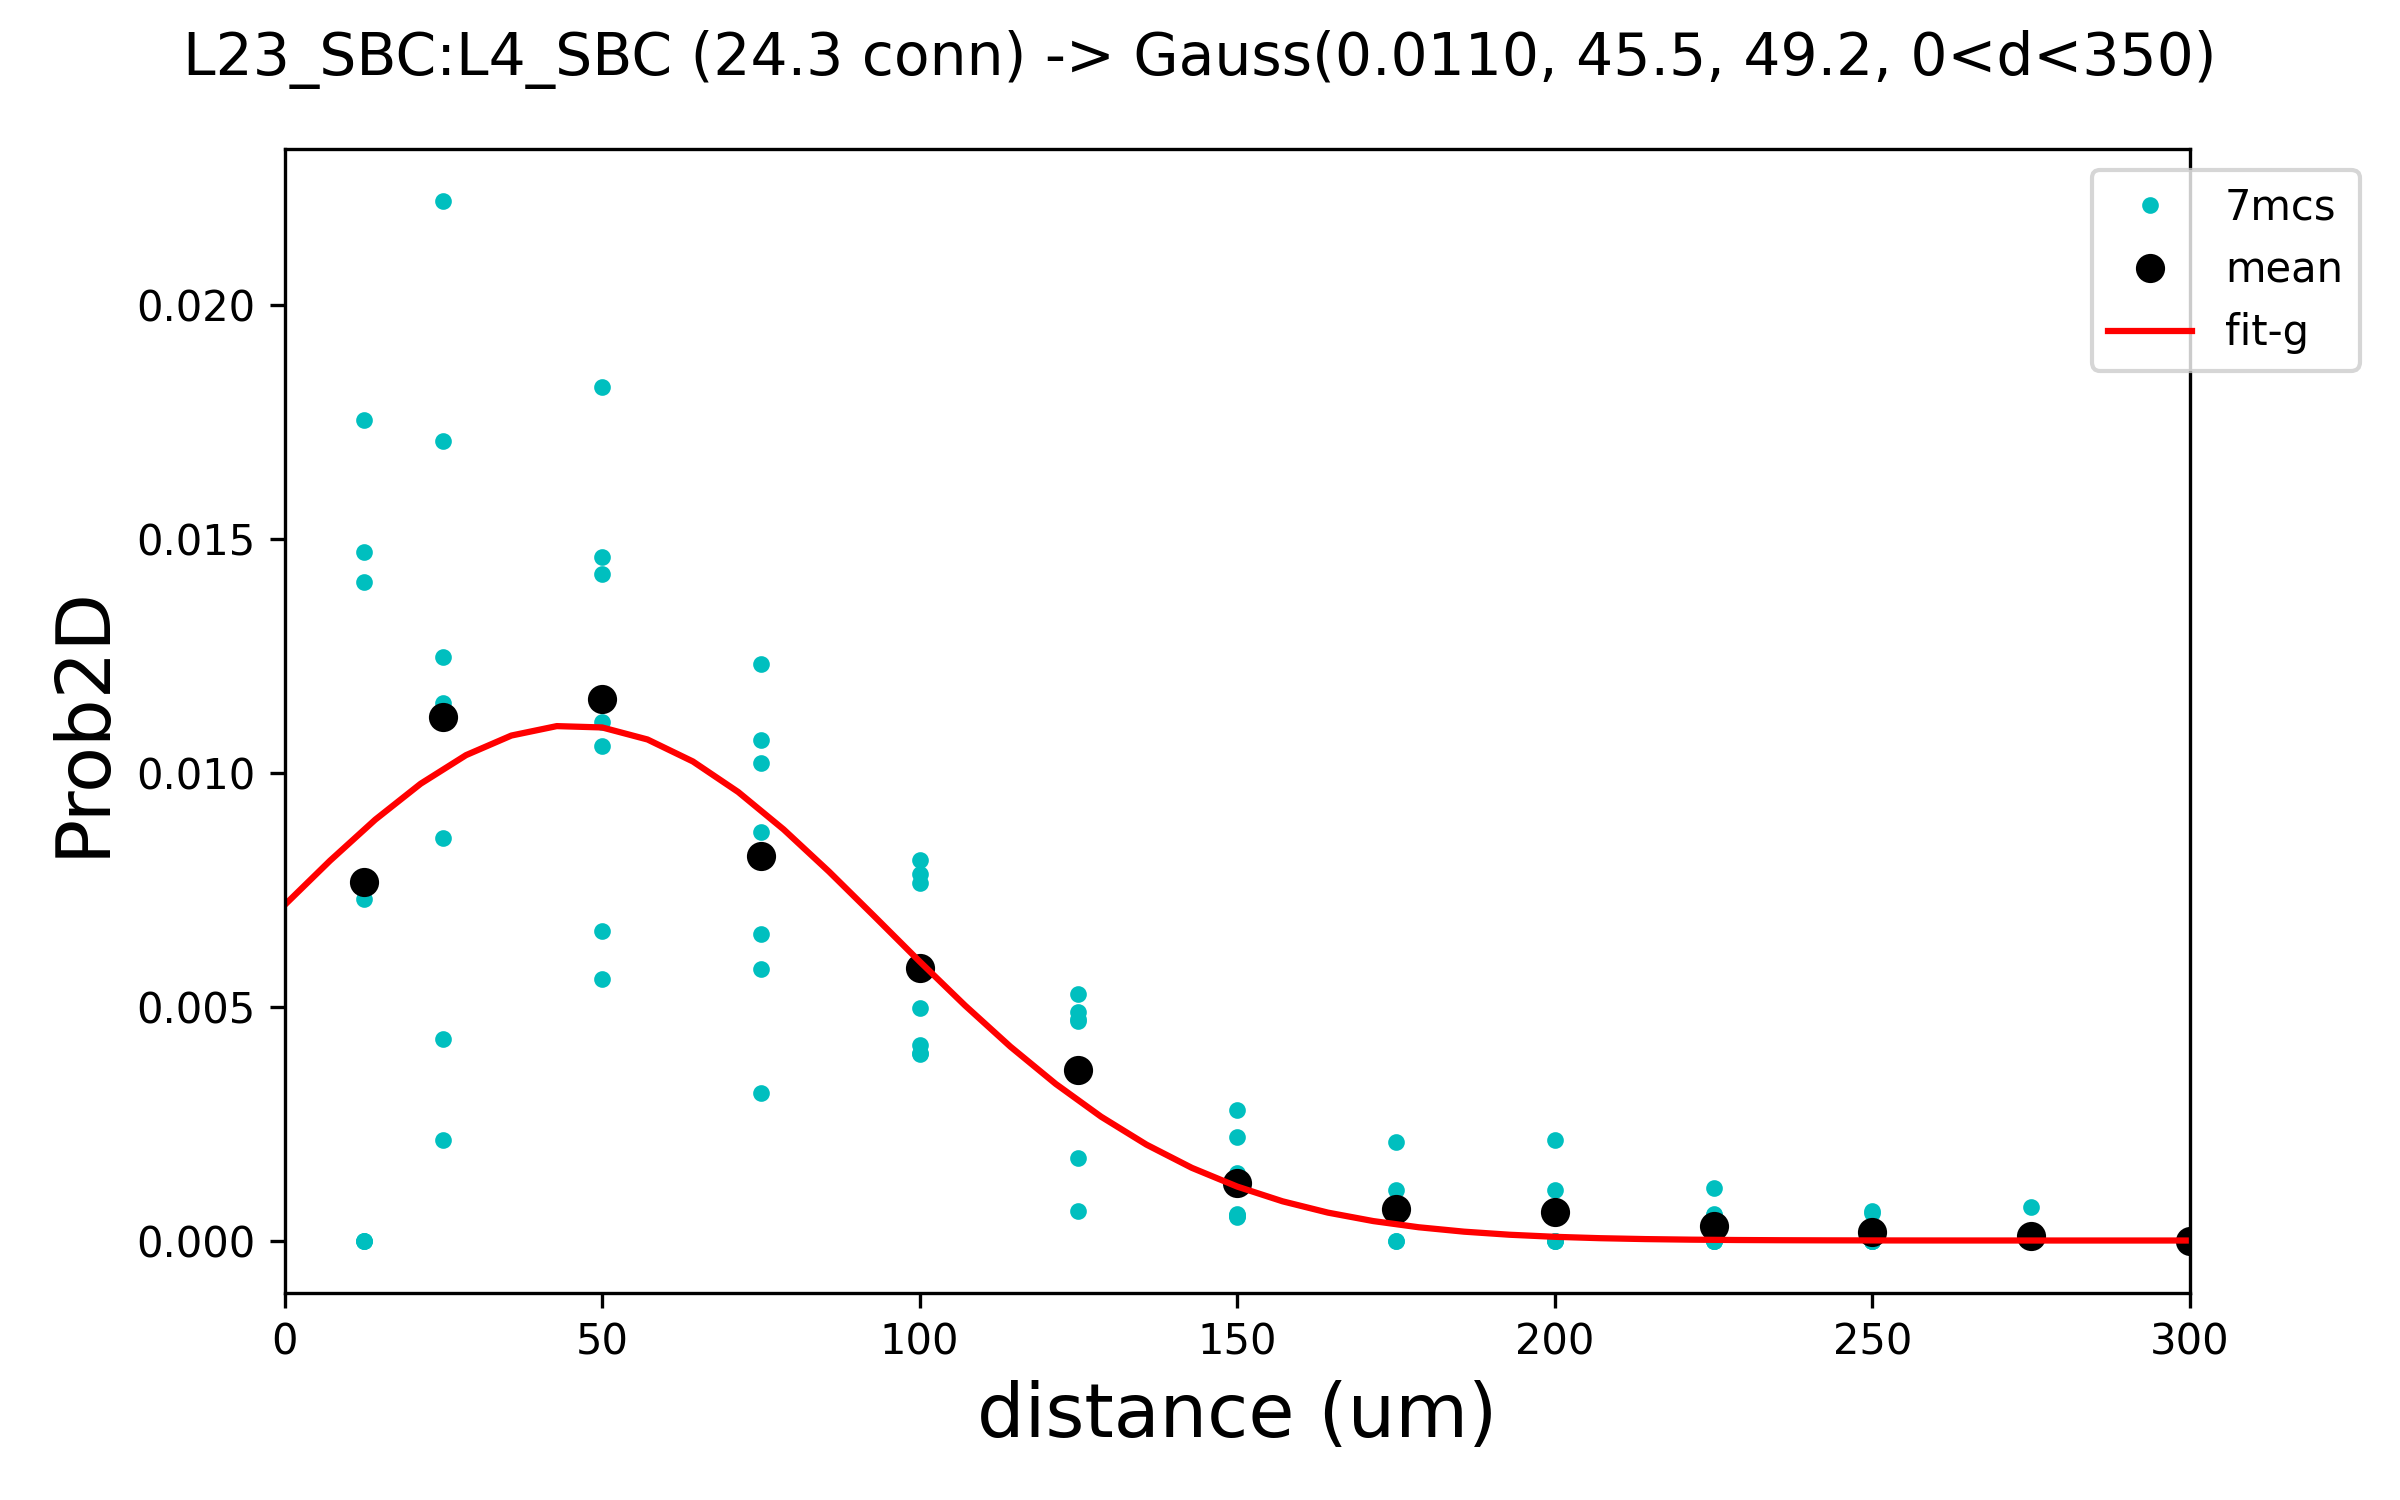 L23_SBC:L4_SBC (24.3 conn) -> Gauss(0.0110, 45.5, 49.2, 0<d<350)
7mcs
mean
fit-g
0.020
0.015
0.010
0.005
0.000
Prob2D
0 50 100 150 200 250 300
distance (um)